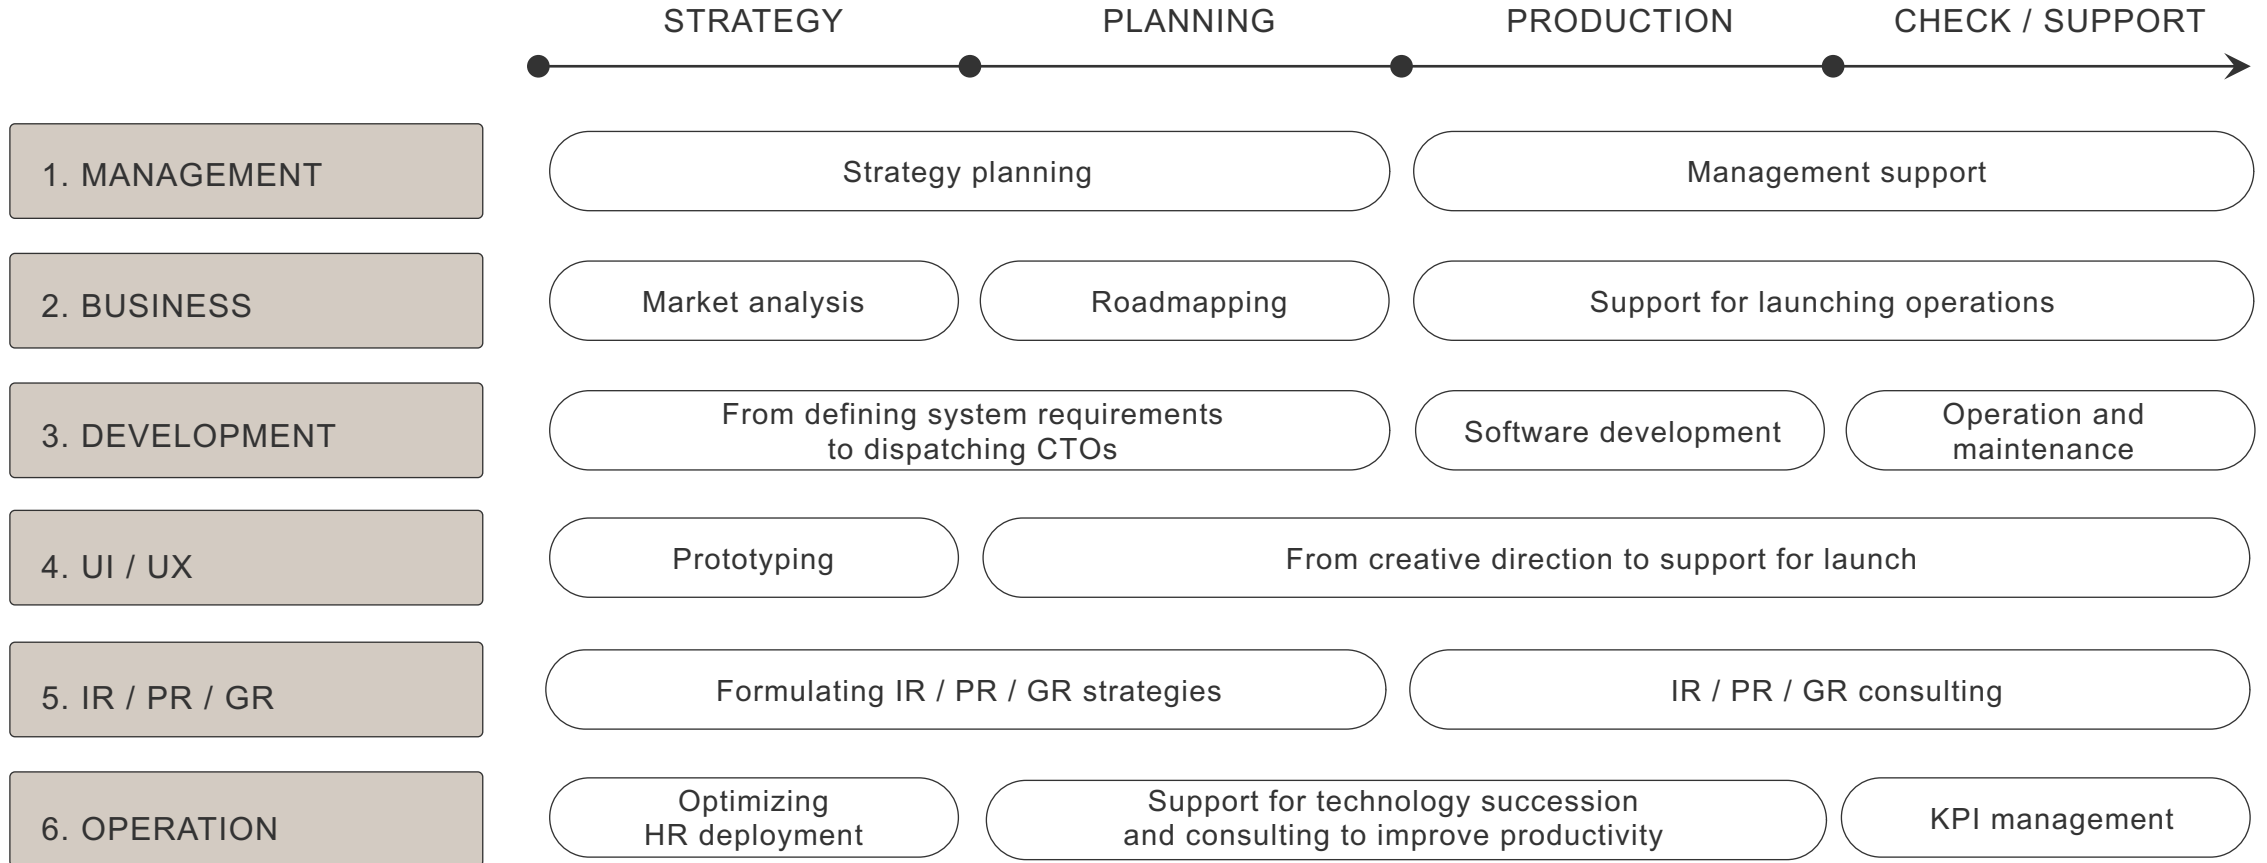 STRATEGY PLANNING PRODUCTION CHECK / SUPPORT
1. MANAGEMENT
Strategy planning
Management support
2. BUSINESS
Market analysis
Roadmapping
Support for launching operations
3. DEVELOPMENT
From defining system requirements
to dispatching CTOs
Software development
Operation and
maintenance
4. UI / UX
Prototyping
From creative direction to support for launch
5. IR / PR / GR
Formulating IR / PR / GR strategies
IR / PR / GR consulting
6. OPERATION
Optimizing
HR deployment
Support for technology succession
and consulting to improve productivity
KPI management